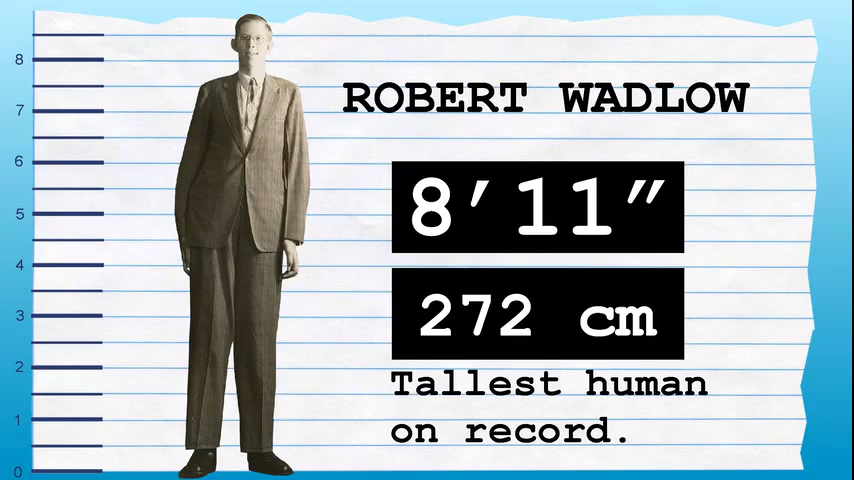 ROBERT WADLOW
8′11″
272 cm
Tallest human
on record.
8
7
6
5
4
3
2
1
0